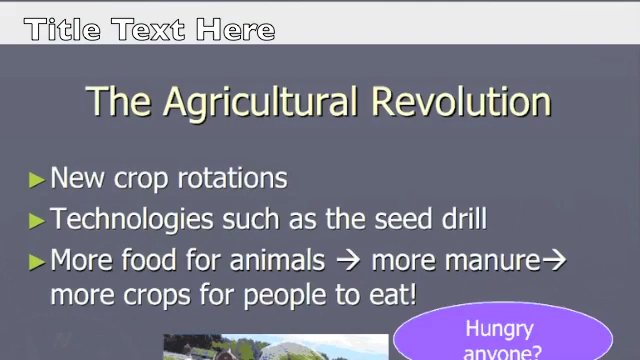 Title Text Here
The Agricultural Revolution
►New crop rotations
►Technologies such as the seed drill
►More food for animals → more manure→
more crops for people to eat!
Hungry
anyone?